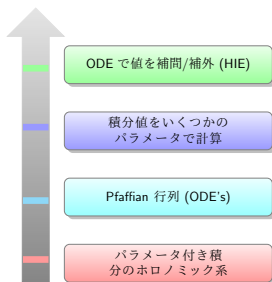 ODE で値を補間/補外 (HIE)
積分値をいくつかの
パラメータで計算
Pfaffian 行列 (ODE's)
パラメータ付き積
分のホロノミック系